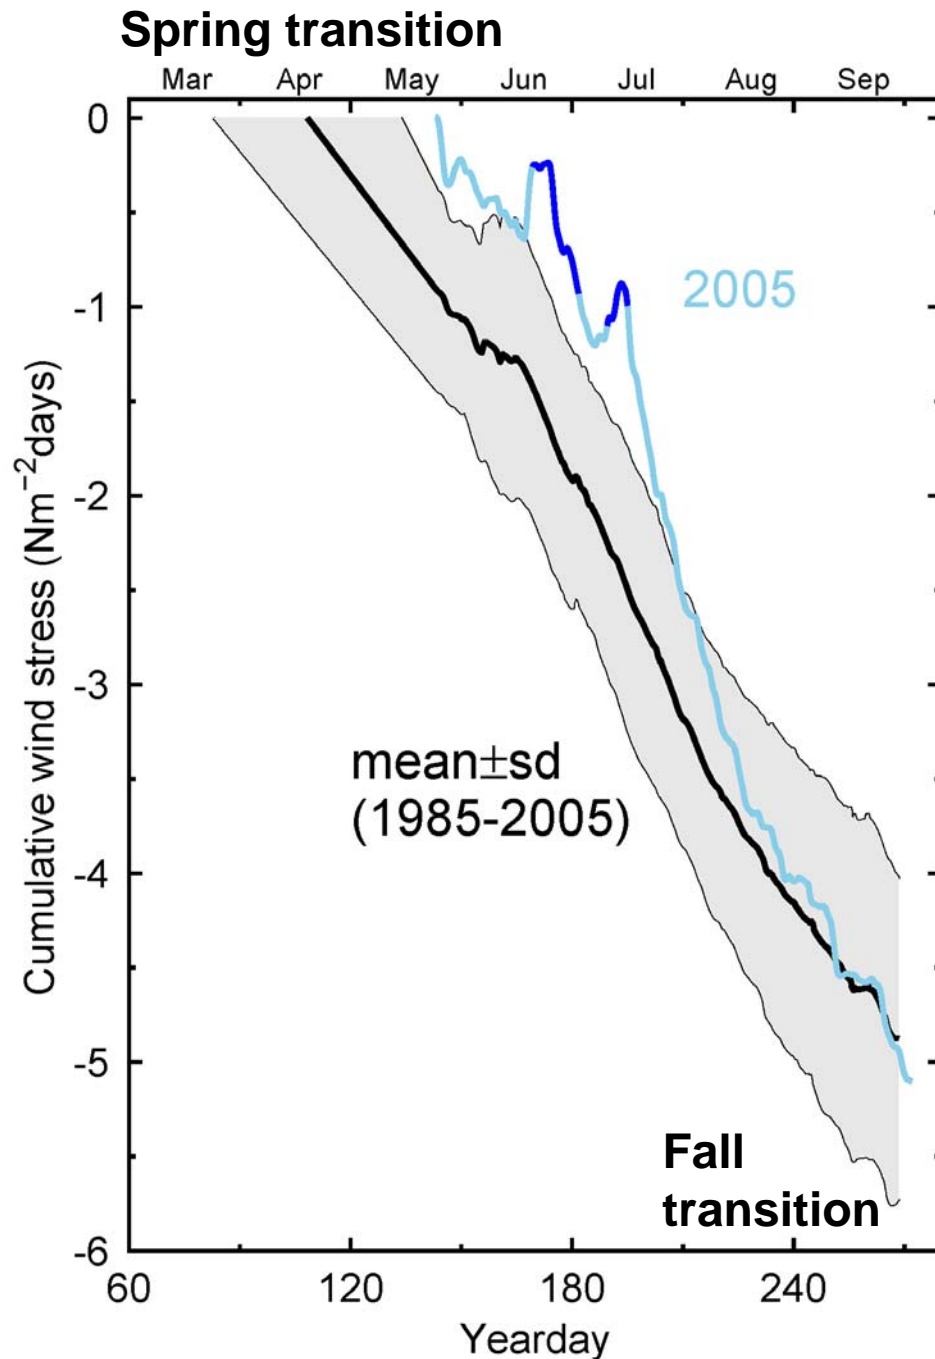 Spring transition
Mar Apr May Jun Jul Aug Sep
0
-1
-2
-3
-4
-5
-6
Cumulative wind stress (Nm⁻²days)
2005
mean±sd
(1985-2005)
Fall
transition
60 120 180 240
Yearday